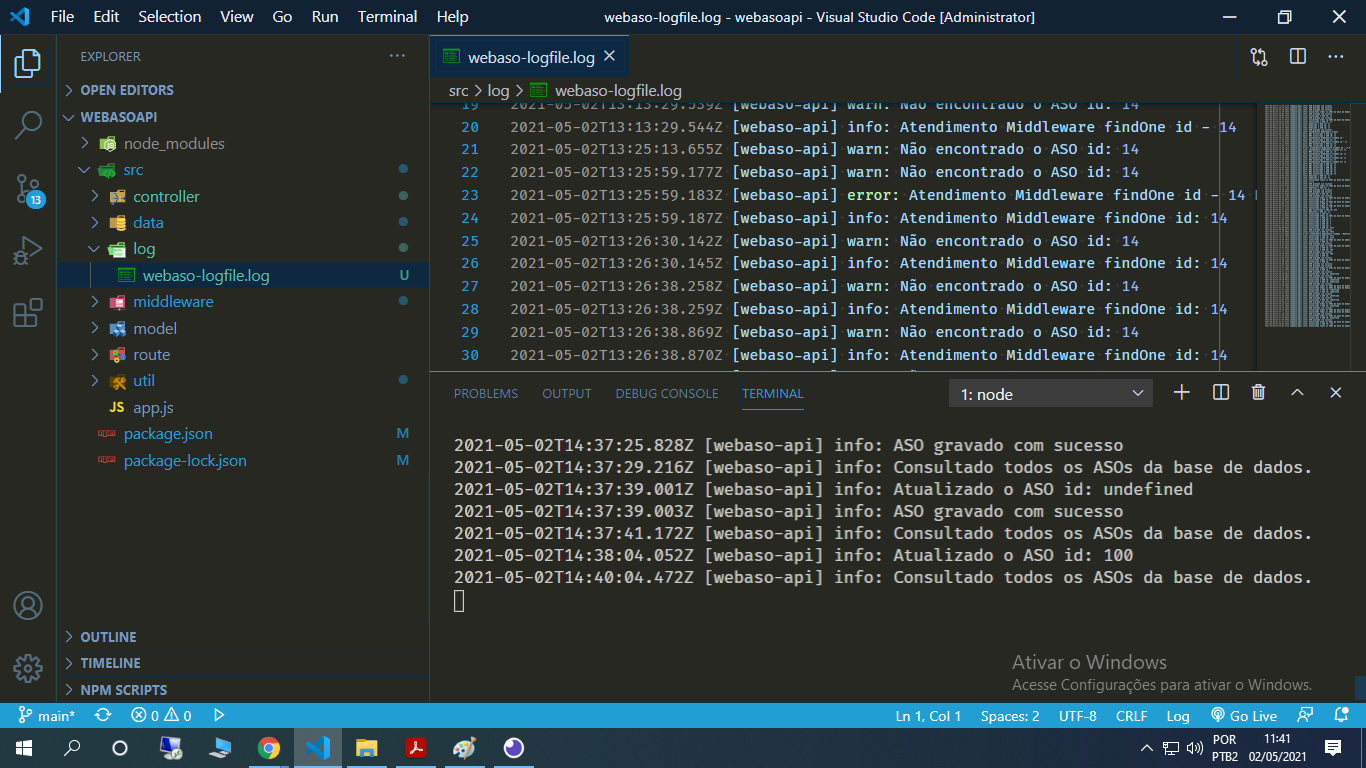 File Edit Selection View Go Run Terminal Help
webaso-logfile.log - webasoapi - Visual Studio Code [Administrator]
EXPLORER
OPEN EDITORS
WEBASOAPI
node_modules
src
controller
data
log
webaso-logfile.log U
middleware
model
route
util
JS app.js
package.json M
package-lock.json M
OUTLINE
TIMELINE
NPM SCRIPTS
13
webaso-logfile.log
src > log > webaso-logfile.log
19 2021-05-02T13:13:29.539Z [webaso-api] warn: Não encontrado o ASO id: 14
20 2021-05-02T13:13:29.544Z [webaso-api] info: Atendimento Middleware findOne id - 14
21 2021-05-02T13:25:13.655Z [webaso-api] warn: Não encontrado o ASO id: 14
22 2021-05-02T13:25:59.177Z [webaso-api] warn: Não encontrado o ASO id: 14
23 2021-05-02T13:25:59.183Z [webaso-api] error: Atendimento Middleware findOne id - 14
24 2021-05-02T13:25:59.187Z [webaso-api] info: Atendimento Middleware findOne id: 14
25 2021-05-02T13:26:30.142Z [webaso-api] warn: Não encontrado o ASO id: 14
26 2021-05-02T13:26:30.145Z [webaso-api] info: Atendimento Middleware findOne id: 14
27 2021-05-02T13:26:38.258Z [webaso-api] warn: Não encontrado o ASO id: 14
28 2021-05-02T13:26:38.259Z [webaso-api] info: Atendimento Middleware findOne id: 14
29 2021-05-02T13:26:38.869Z [webaso-api] warn: Não encontrado o ASO id: 14
30 2021-05-02T13:26:38.870Z [webaso-api] info: Atendimento Middleware findOne id: 14
PROBLEMS OUTPUT DEBUG CONSOLE TERMINAL
1: node
2021-05-02T14:37:25.828Z [webaso-api] info: ASO gravado com sucesso
2021-05-02T14:37:29.216Z [webaso-api] info: Consultado todos os ASOs da base de dados.
2021-05-02T14:37:39.001Z [webaso-api] info: Atualizado o ASO id: undefined
2021-05-02T14:37:39.003Z [webaso-api] info: ASO gravado com sucesso
2021-05-02T14:37:41.172Z [webaso-api] info: Consultado todos os ASOs da base de dados.
2021-05-02T14:38:04.052Z [webaso-api] info: Atualizado o ASO id: 100
2021-05-02T14:40:04.472Z [webaso-api] info: Consultado todos os ASOs da base de dados.
Ativar o Windows
Acesse Configurações para ativar o Windows.
main* 0 0
Ln 1, Col 1 Spaces: 2 UTF-8 CRLF Log Go Live
POR
PTB2
11:41
02/05/2021